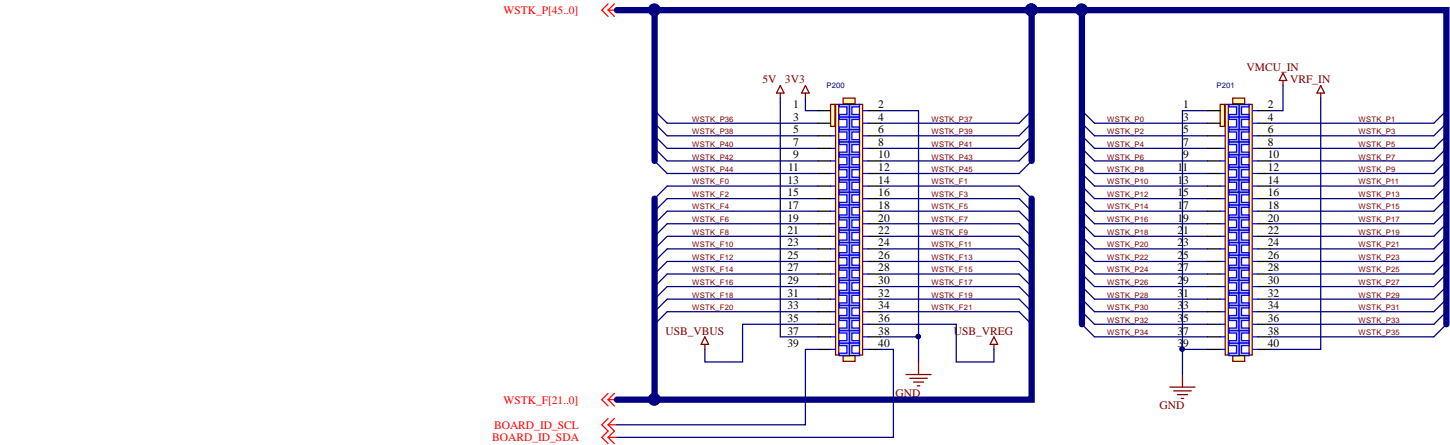 WSTK_P[45..0]
VMCU_IN
5V 3V3 P200 P201 VRF_IN
1 2 1 2
WSTK_P36 3 4 WSTK_P37 WSTK_P0 3 4 WSTK_P1
WSTK_P38 5 6 WSTK_P39 WSTK_P2 5 6 WSTK_P3
WSTK_P40 7 8 WSTK_P41 WSTK_P4 7 8 WSTK_P5
WSTK_P42 9 10 WSTK_P43 WSTK_P6 9 10 WSTK_P7
WSTK_P44 11 12 WSTK_P45 WSTK_P8 11 12 WSTK_P9
WSTK_F0 13 14 WSTK_F1 WSTK_P10 13 14 WSTK_P11
WSTK_F2 15 16 WSTK_F3 WSTK_P12 15 16 WSTK_P13
WSTK_F4 17 18 WSTK_F5 WSTK_P14 17 18 WSTK_P15
WSTK_F6 19 20 WSTK_F7 WSTK_P16 19 20 WSTK_P17
WSTK_F8 21 22 WSTK_F9 WSTK_P18 21 22 WSTK_P19
WSTK_F10 23 24 WSTK_F11 WSTK_P20 23 24 WSTK_P21
WSTK_F12 25 26 WSTK_F13 WSTK_P22 25 26 WSTK_P23
WSTK_F14 27 28 WSTK_F15 WSTK_P24 27 28 WSTK_P25
WSTK_F16 29 30 WSTK_F17 WSTK_P26 29 30 WSTK_P27
WSTK_F18 31 32 WSTK_F19 WSTK_P28 31 32 WSTK_P29
WSTK_F20 33 34 WSTK_F21 WSTK_P30 33 34 WSTK_P31
35 36 WSTK_P32 35 36 WSTK_P33
USB_VBUS 37 38 USB_VREG WSTK_P34 37 38 WSTK_P35
39 40 39 40
GND
GND
WSTK_F[21..0]
BOARD_ID_SCL
BOARD_ID_SDA